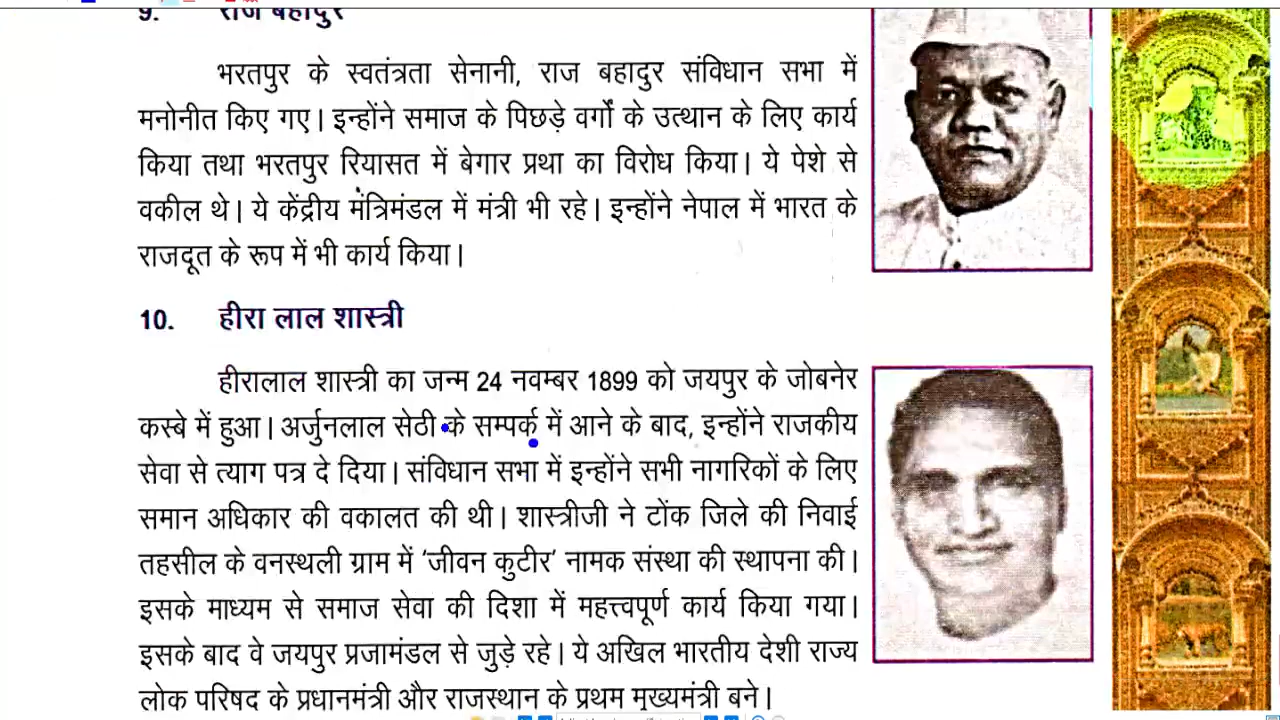 9. राज बहादुर
भरतपुर के स्वतंत्रता सेनानी, राज बहादुर संविधान सभा में
मनोनीत किए गए। इन्होंने समाज के पिछड़े वर्गों के उत्थान के लिए कार्य
किया तथा भरतपुर रियासत में बेगार प्रथा का विरोध किया। ये पेशे से
वकील थे। ये केंद्रीय मंत्रिमंडल में मंत्री भी रहे। इन्होंने नेपाल में भारत के
राजदूत के रूप में भी कार्य किया।
10. हीरा लाल शास्त्री
हीरालाल शास्त्री का जन्म 24 नवम्बर 1899 को जयपुर के जोबनेर
कस्बे में हुआ। अर्जुनलाल सेठी के सम्पर्क में आने के बाद, इन्होंने राजकीय
सेवा से त्याग पत्र दे दिया। संविधान सभा में इन्होंने सभी नागरिकों के लिए
समान अधिकार की वकालत की थी। शास्त्रीजी ने टोंक जिले की निवाई
तहसील के वनस्थली ग्राम में 'जीवन कुटीर' नामक संस्था की स्थापना की।
इसके माध्यम से समाज सेवा की दिशा में महत्त्वपूर्ण कार्य किया गया।
इसके बाद वे जयपुर प्रजामंडल से जुड़े रहे। ये अखिल भारतीय देशी राज्य
लोक परिषद के प्रधानमंत्री और राजस्थान के प्रथम मुख्यमंत्री बने।